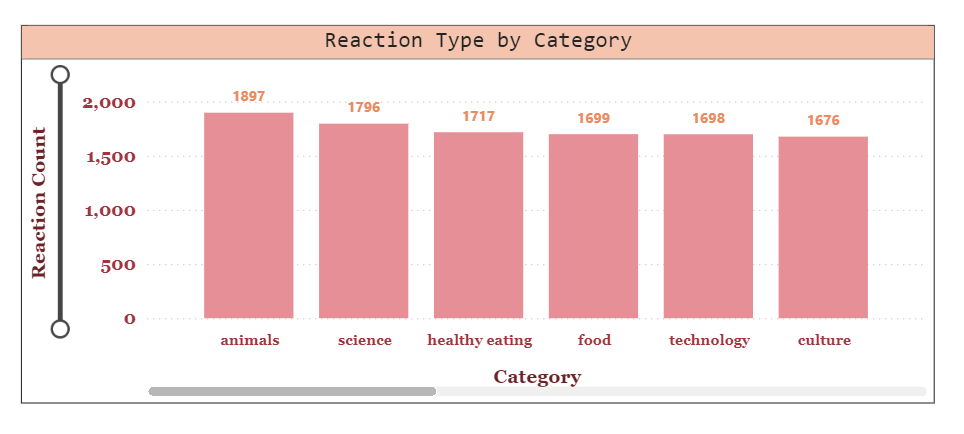 Reaction Type by Category
Reaction Count
2,000
1,500
1,000
500
0
1897
1796
1717
1699
1698
1676
animals
science
healthy eating
food
technology
culture
Category